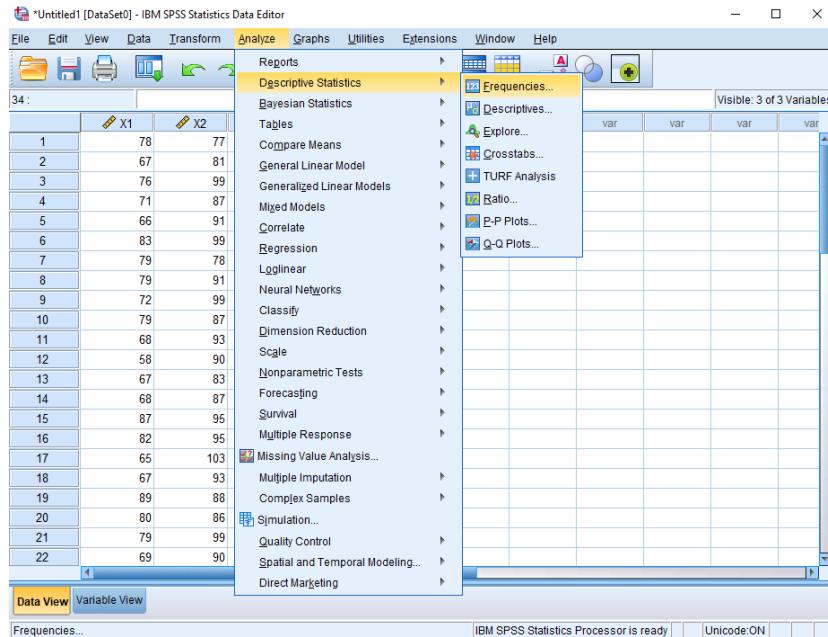 *Untitled1 [DataSet0] - IBM SPSS Statistics Data Editor
File Edit View Data Transform Analyze Graphs Utilities Extensions Window Help
34 :
Visible: 3 of 3 Variables
X1 X2 var var var var
1 78 77
2 67 81
3 76 99
4 71 87
5 66 91
6 83 99
7 79 78
8 79 91
9 72 99
10 79 87
11 68 93
12 58 90
13 67 83
14 68 87
15 87 95
16 82 95
17 65 103
18 67 93
19 89 88
20 80 86
21 79 99
22 69 90
Reports
Descriptive Statistics
Bayesian Statistics
Tables
Compare Means
General Linear Model
Generalized Linear Models
Mixed Models
Correlate
Regression
Loglinear
Neural Networks
Classify
Dimension Reduction
Scale
Nonparametric Tests
Forecasting
Survival
Multiple Response
Missing Value Analysis...
Multiple Imputation
Complex Samples
Simulation...
Quality Control
Spatial and Temporal Modeling...
Direct Marketing
Frequencies...
Descriptives...
Explore...
Crosstabs...
TURF Analysis
Ratio...
P-P Plots...
Q-Q Plots...
Data View Variable View
Frequencies... IBM SPSS Statistics Processor is ready Unicode:ON